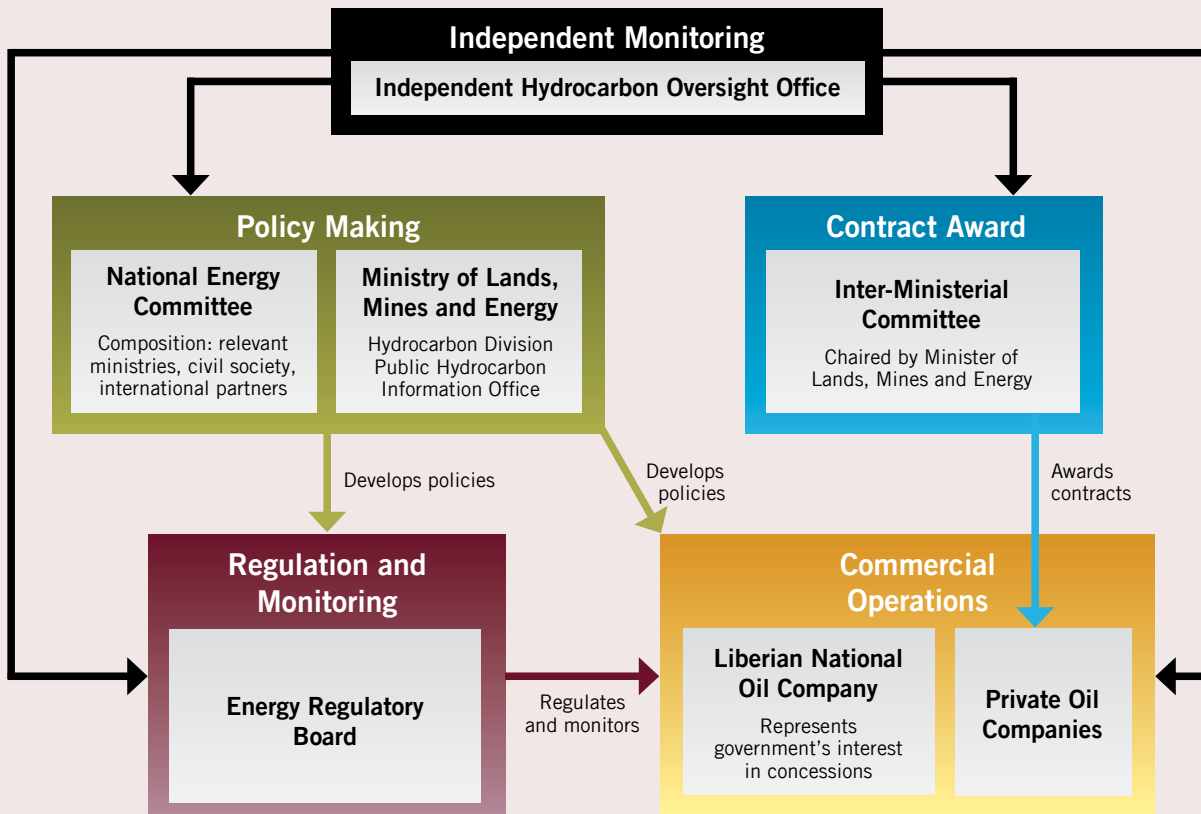 Independent Monitoring
Independent Hydrocarbon Oversight Office
Policy Making
National Energy
Committee
Composition: relevant
ministries, civil society,
international partners
Ministry of Lands,
Mines and Energy
Hydrocarbon Division
Public Hydrocarbon
Information Office
Contract Award
Inter-Ministerial
Committee
Chaired by Minister of
Lands, Mines and Energy
Develops policies
Develops
policies
Awards
contracts
Regulation and
Monitoring
Energy Regulatory
Board
Regulates
and monitors
Commercial
Operations
Liberian National
Oil Company
Represents
government’s interest
in concessions
Private Oil
Companies